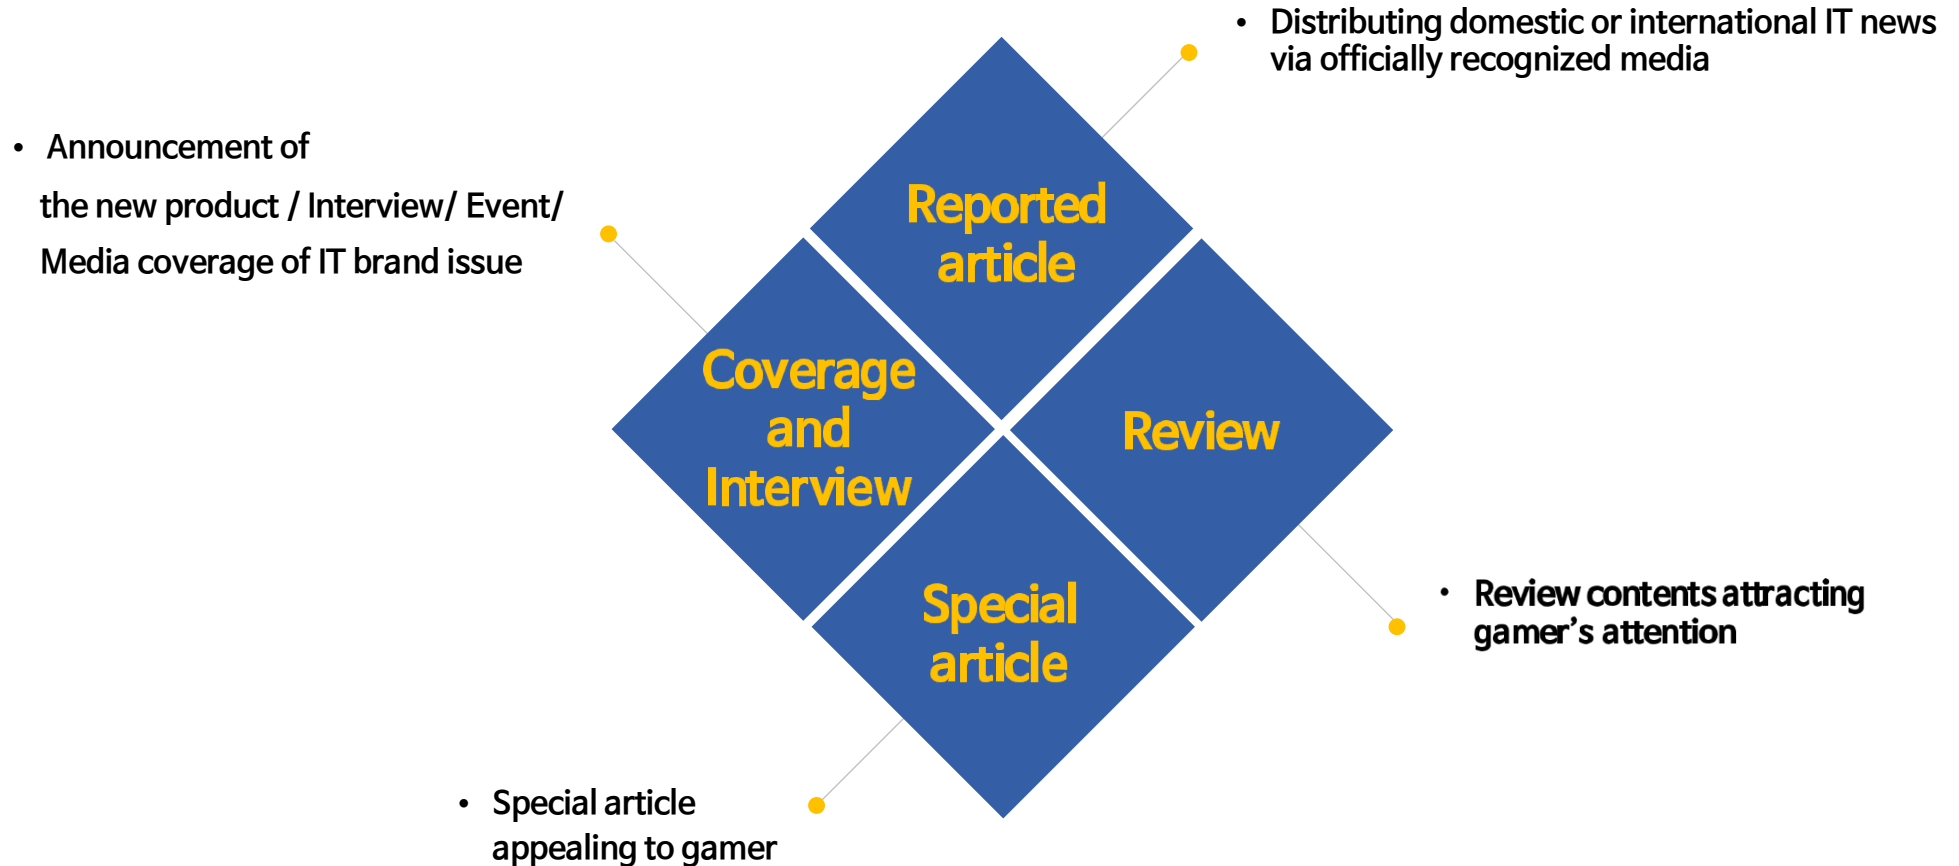 • Distributing domestic or international IT news
via officially recognized media
• Announcement of
the new product / Interview/ Event/
Media coverage of IT brand issue
Reported
article
Coverage
and
Interview
Review
Special
article
• Review contents attracting
gamer’s attention
• Special article
appealing to gamer